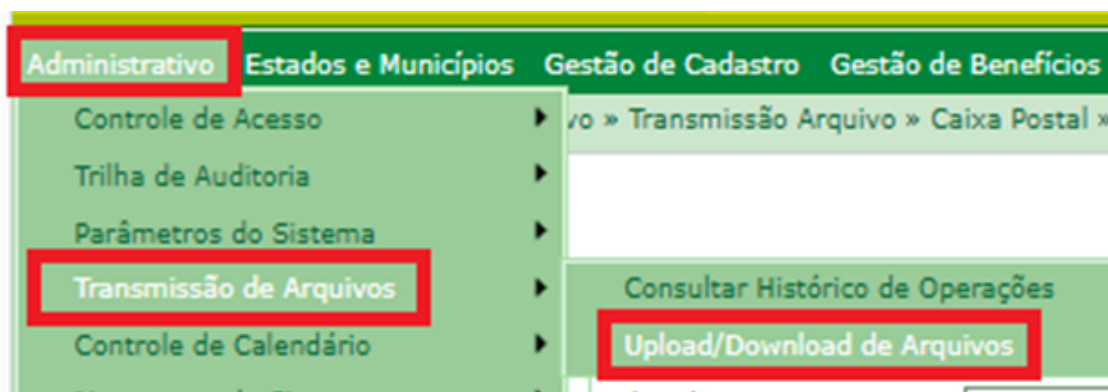 Administrativo Estados e Municípios Gestão de Cadastro Gestão de Benefícios
Controle de Acesso
vo » Transmissão Arquivo » Caixa Postal »
Trilha de Auditoria
Parâmetros do Sistema
Transmissão de Arquivos
Consultar Histórico de Operações
Controle de Calendário
Upload/Download de Arquivos